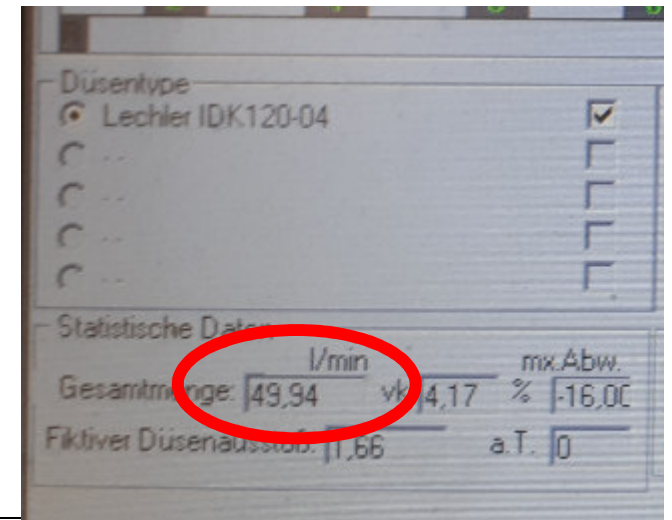 Düsentype
Lechler IDK120-04
--
--
--
--
Statistische Daten
l/min mx.Abw.
Gesamtmenge: 49,94 vk 4,17 % -16,00
Fiktiver Düsenausstoß: 1,66 a.T. 0